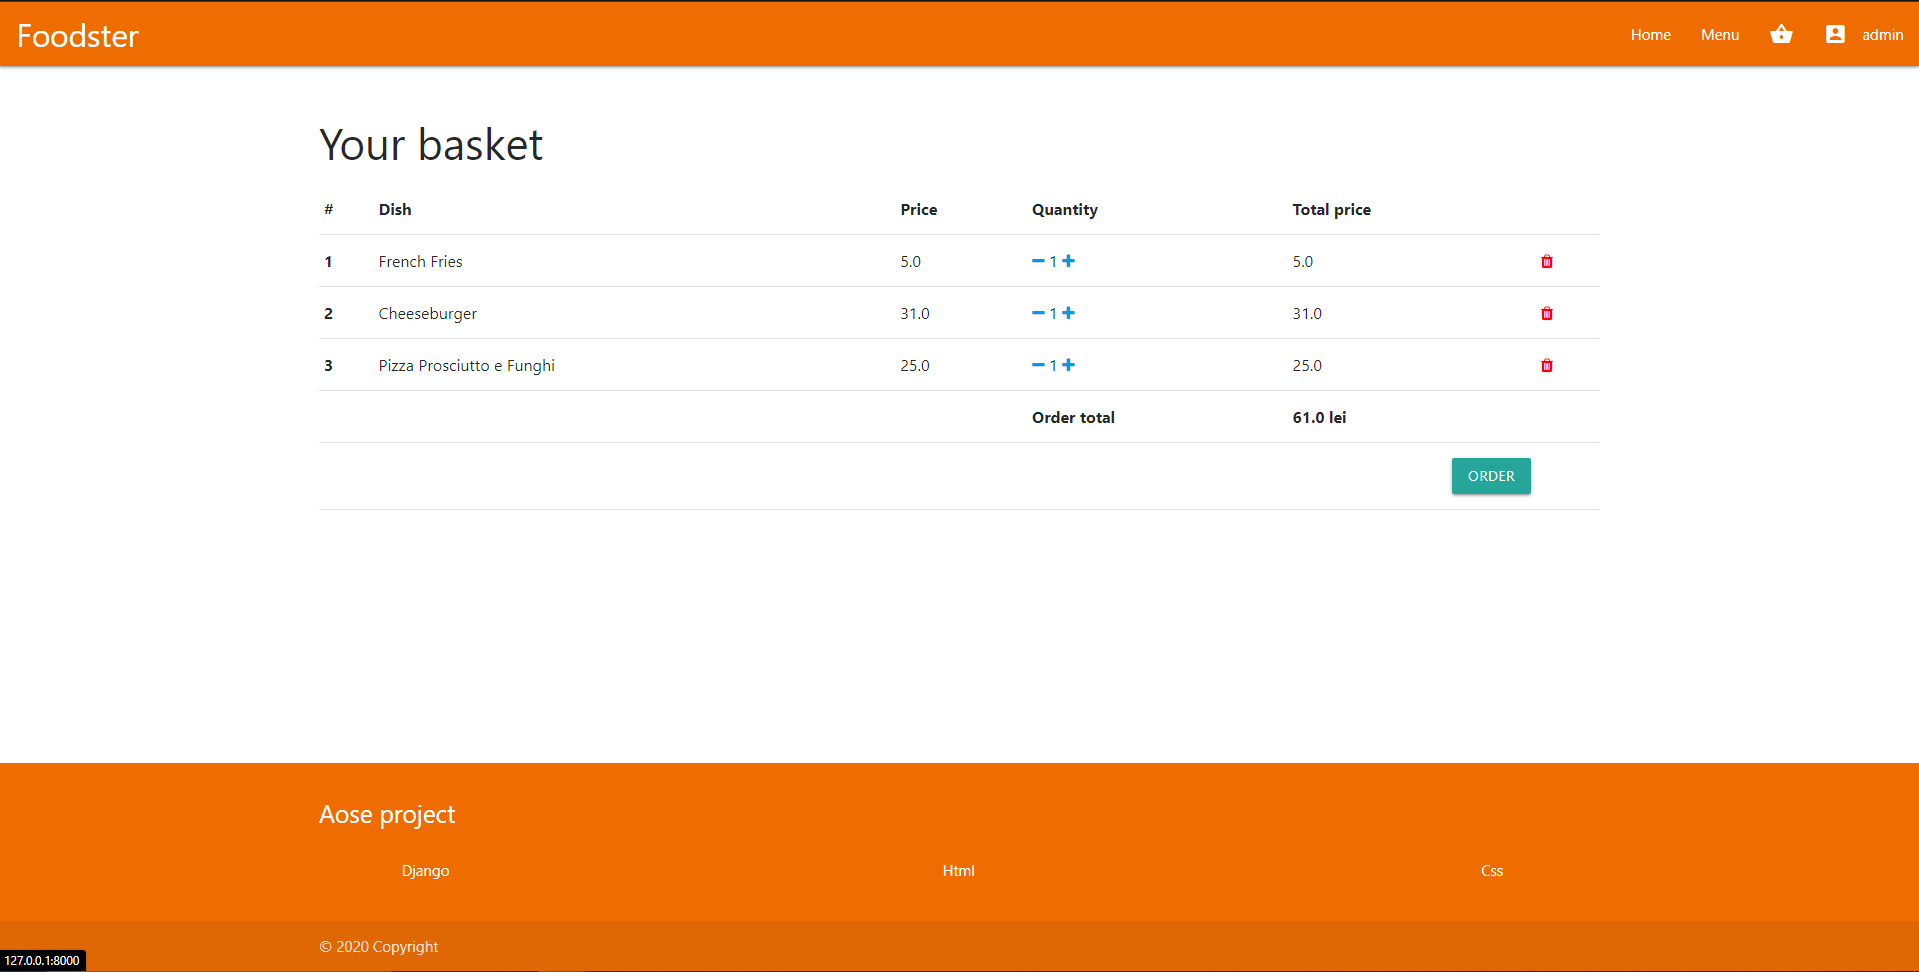 Foodster Home Menu admin
Your basket
# Dish Price Quantity Total price
1 French Fries 5.0 1 5.0
2 Cheeseburger 31.0 1 31.0
3 Pizza Prosciutto e Funghi 25.0 1 25.0
Order total 61.0 lei
ORDER
Aose project
Django Html Css
© 2020 Copyright
127.0.0.1:8000